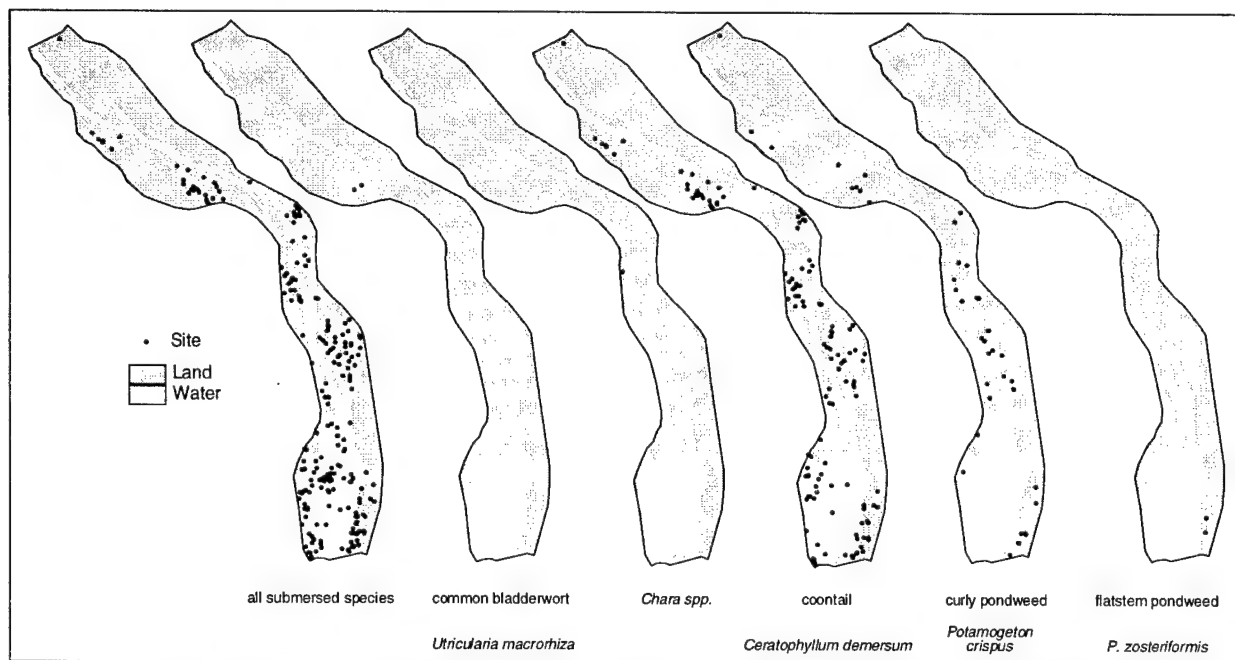 Site
Land
Water
all submersed species
common bladderwort
Chara spp.
coontail
curly pondweed
flatstem pondweed
Utricularia macrorhiza
Ceratophyllum demersum
Potamogeton
crispus
P. zosteriformis